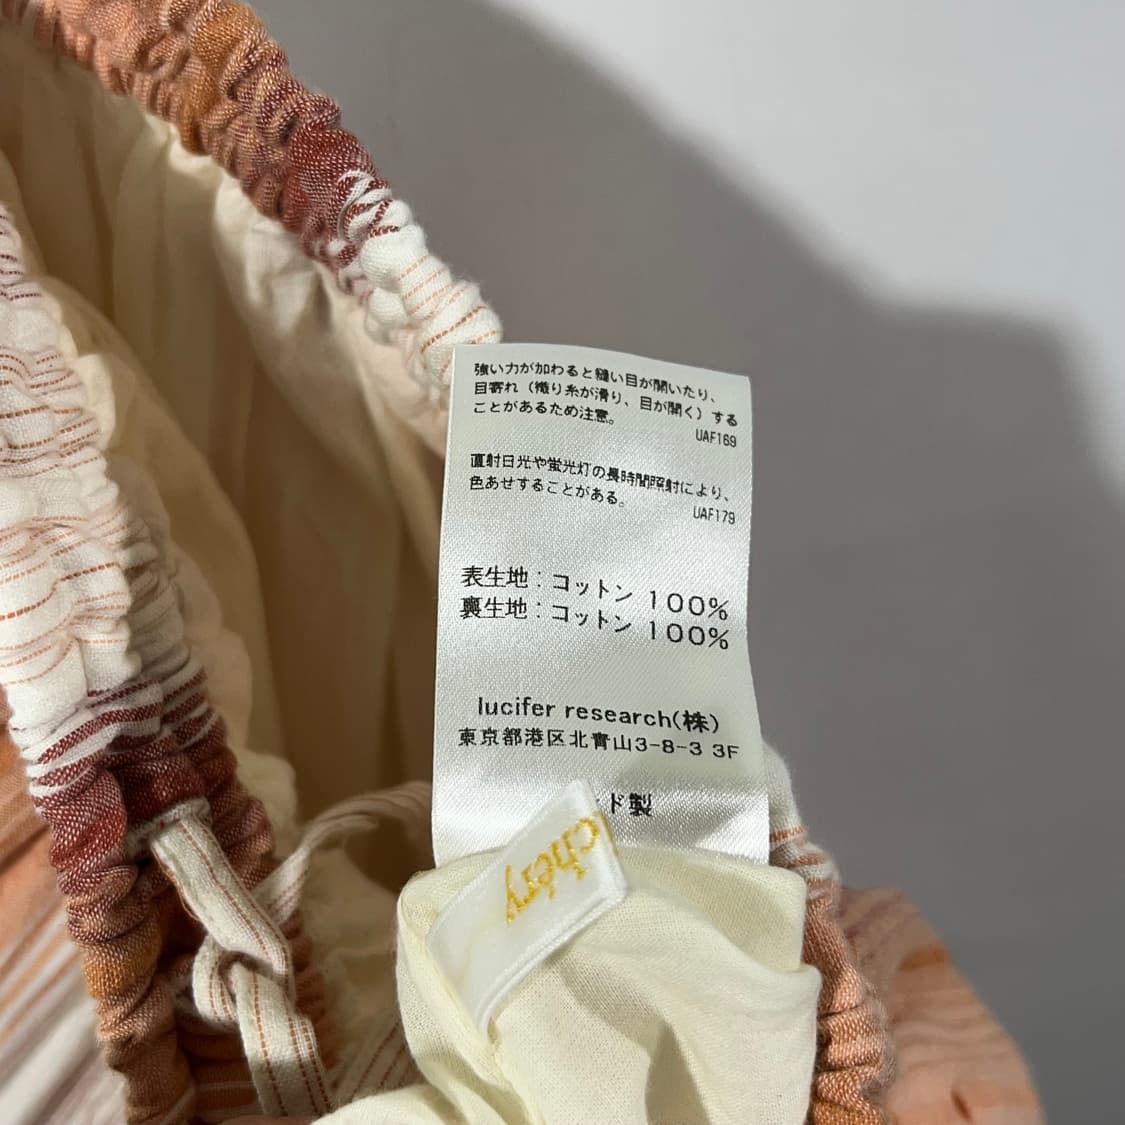 強い力が加わると縫い目が開いたり、
目寄れ（織り糸が滑り、目が開く）する
ことがあるため注意。
UAF169
直射日光や蛍光灯の長時間照射により、
色あせすることがある。
UAF179
表生地：コットン 100%
裏生地：コットン 100%
lucifer research(株)
東京都港区北青山3-8-3 3F
ド製
chéry